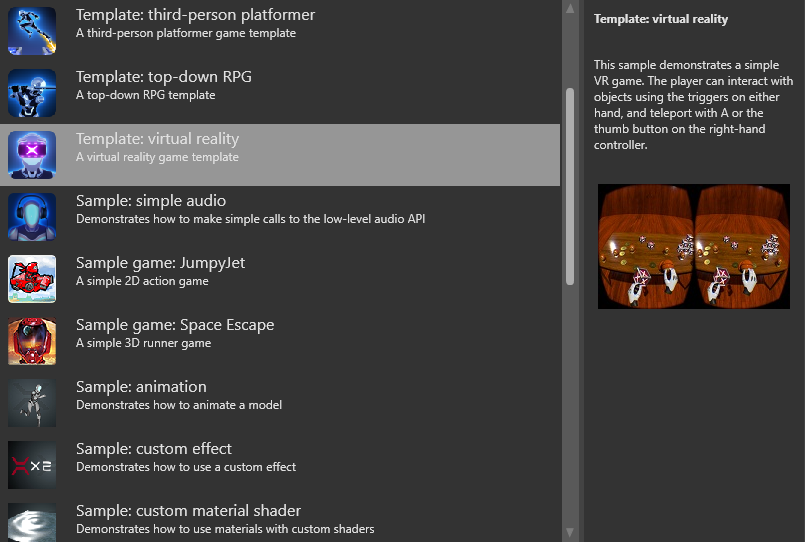 Template: third-person platformer
A third-person platformer game template
Template: top-down RPG
A top-down RPG template
Template: virtual reality
A virtual reality game template
Sample: simple audio
Demonstrates how to make simple calls to the low-level audio API
Sample game: JumpyJet
A simple 2D action game
Sample game: Space Escape
A simple 3D runner game
Sample: animation
Demonstrates how to animate a model
Sample: custom effect
Demonstrates how to use a custom effect
Sample: custom material shader
Demonstrates how to use materials with custom shaders
Template: virtual reality
This sample demonstrates a simple
VR game. The player can interact with
objects using the triggers on either
hand, and teleport with A or the
thumb button on the right-hand
controller.